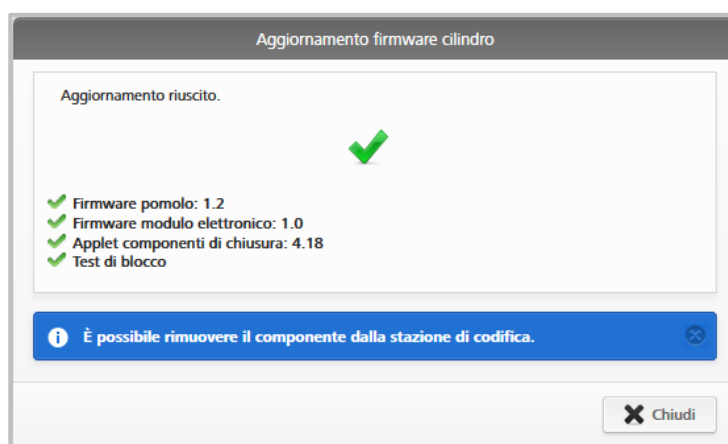 Aggiornamento firmware cilindro
Aggiornamento riuscito.
Firmware pomolo: 1.2
Firmware modulo elettronico: 1.0
Applet componenti di chiusura: 4.18
Test di blocco
È possibile rimuovere il componente dalla stazione di codifica.
Chiudi